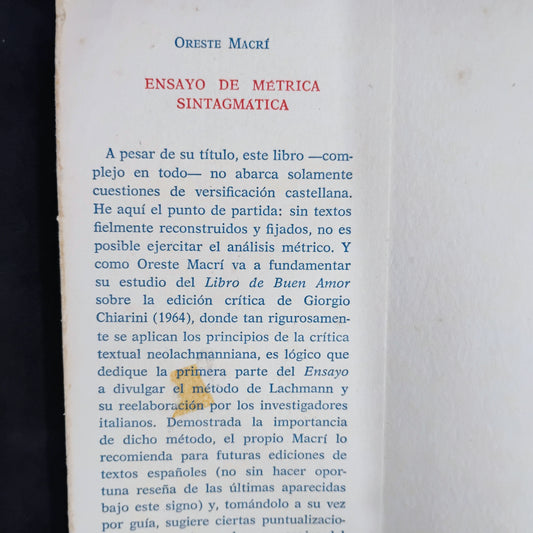 ORESTE MACRÍ
ENSAYO DE MÉTRICA
SINTAGMATICA
A pesar de su título, este libro —com-
plejo en todo— no abarca solamente
cuestiones de versificación castellana.
He aquí el punto de partida: sin textos
fielmente reconstruidos y fijados, no es
posible ejercitar el análisis métrico. Y
como Oreste Macrí va a fundamentar
su estudio del Libro de Buen Amor
sobre la edición crítica de Giorgio
Chiarini (1964), donde tan rigurosamen-
te se aplican los principios de la crítica
textual neolachmanniana, es lógico que
dedique la primera parte del Ensayo
a divulgar el método de Lachmann y
su reelaboración por los investigadores
italianos. Demostrada la importancia
de dicho método, el propio Macrí lo
recomienda para futuras ediciones de
textos españoles (no sin hacer opor-
tuna reseña de las últimas aparecidas
bajo este signo) y, tomándolo a su vez
por guía, sugiere ciertas puntualizacio-